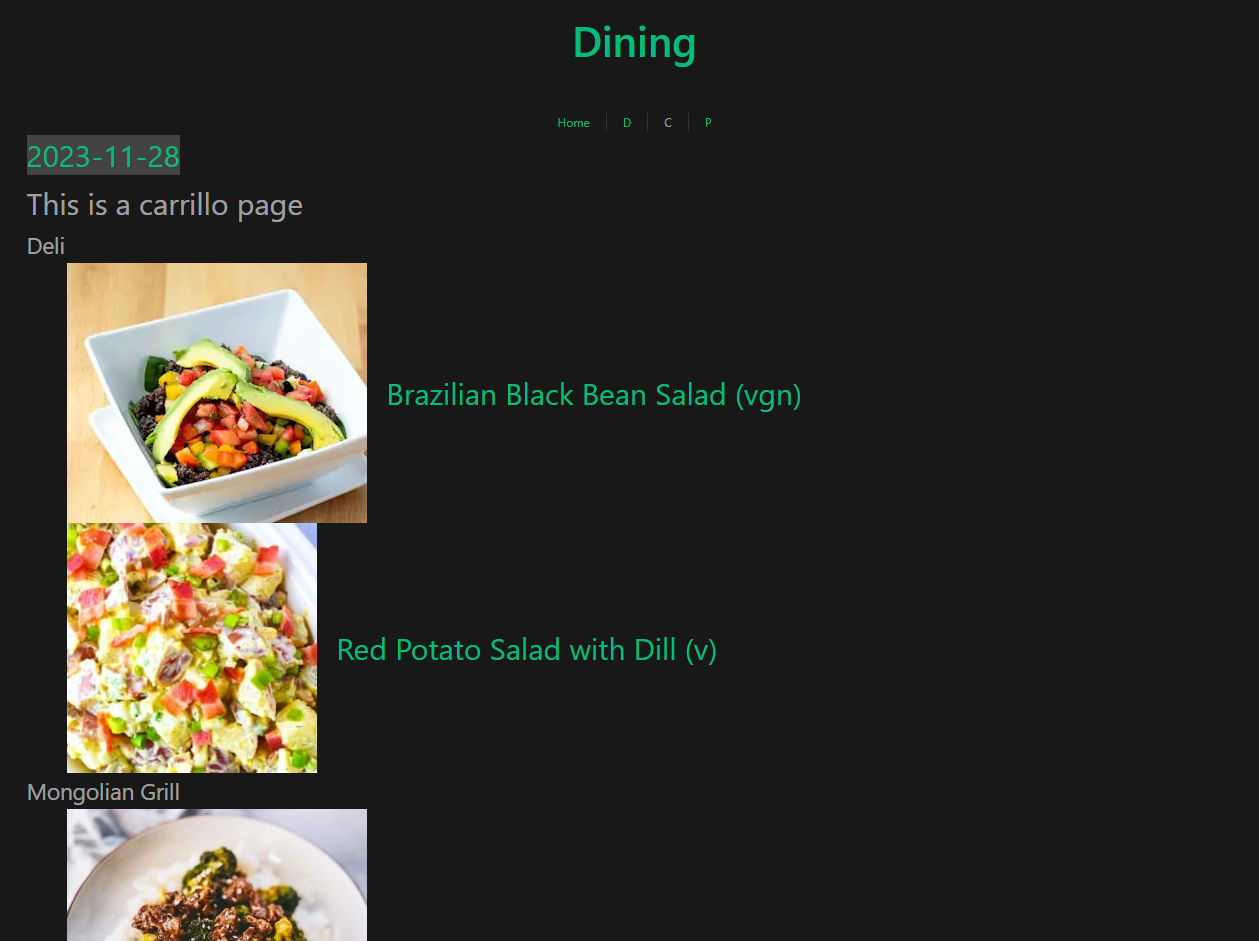 Dining
Home D C P
2023-11-28
This is a carrillo page
Deli
Brazilian Black Bean Salad (vgn)
Red Potato Salad with Dill (v)
Mongolian Grill